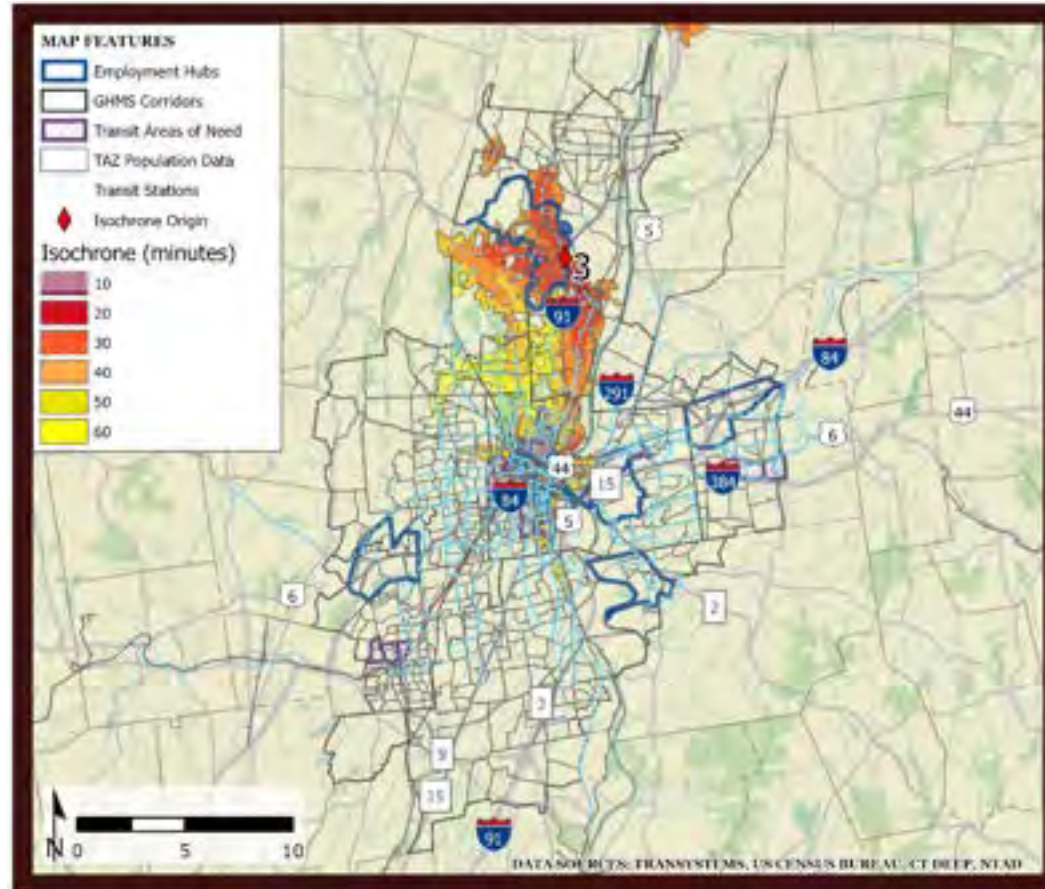 MAP FEATURES
Employment Hubs
GHMS Corridors
Transit Areas of Need
TAZ Population Data
Transit Stations
Isochrone Origin
Isochrone (minutes)
10
20
30
40
50
60
5
3
91
84
291
44
6
44
15
384
84
5
6
2
3
9
15
91
N 0 5 10
DATA SOURCES: TRANSYSTEMS, US CENSUS BUREAU, CT DEEP, NTAD